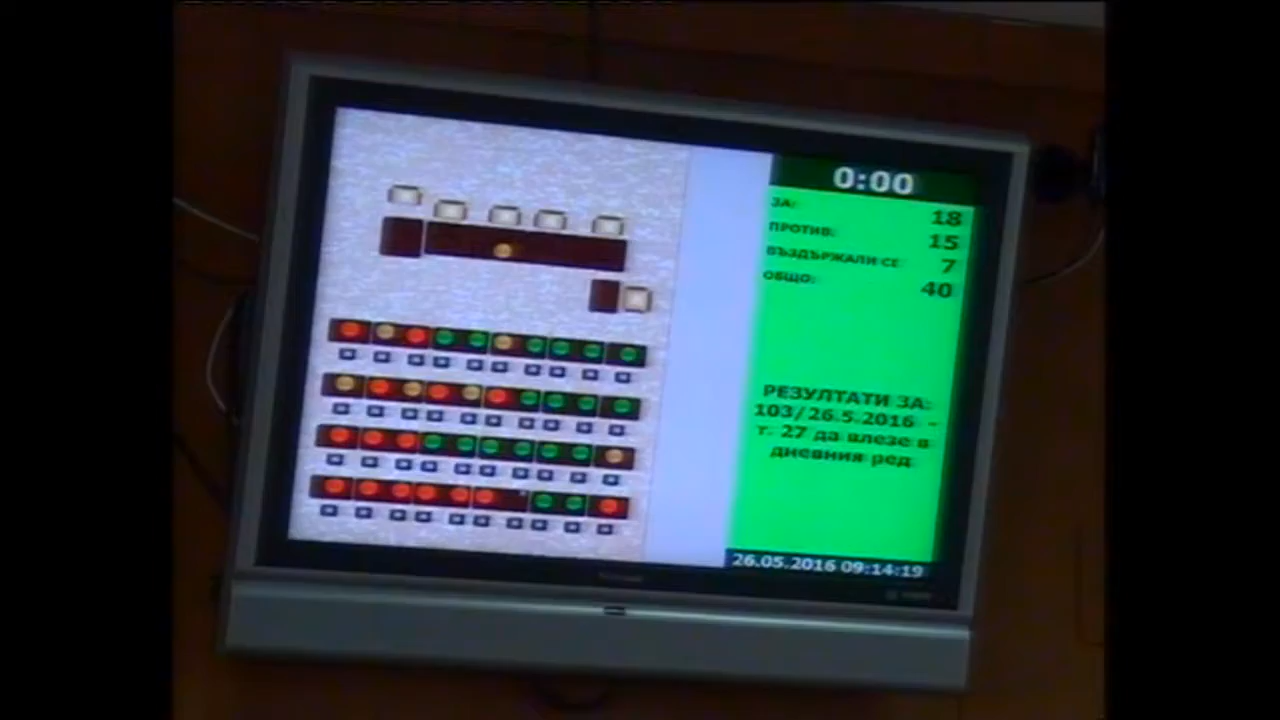 0:00
ЗА: 18
ПРОТИВ: 15
ВЪЗДЪРЖАЛИ СЕ: 7
ОБЩО: 40
РЕЗУЛТАТИ ЗА:
103/26.5.2016 -
т. 27 да влезе в
дневния ред
26.05.2016 09:14:19